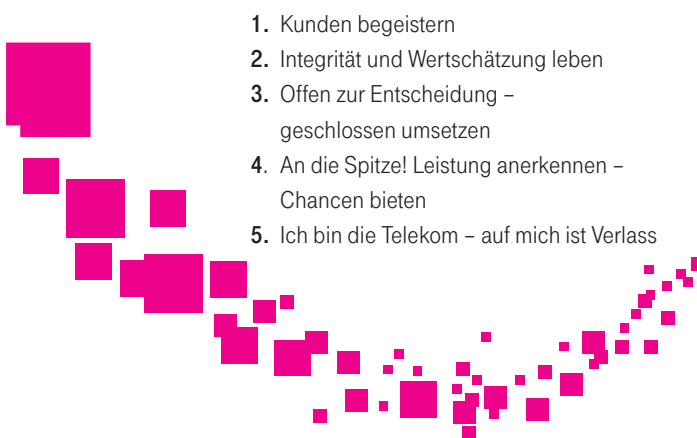 1. Kunden begeistern
2. Integrität und Wertschätzung leben
3. Offen zur Entscheidung –
geschlossen umsetzen
4. An die Spitze! Leistung anerkennen –
Chancen bieten
5. Ich bin die Telekom – auf mich ist Verlass